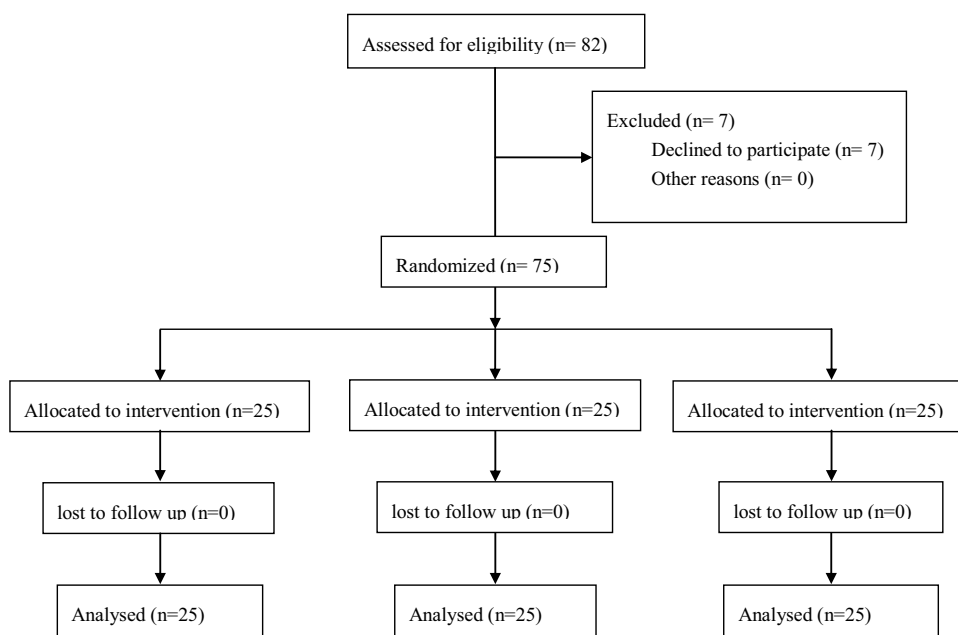 Assessed for eligibility (n= 82)
Excluded (n= 7)
Declined to participate (n= 7)
Other reasons (n= 0)
Randomized (n= 75)
Allocated to intervention (n=25)
Allocated to intervention (n=25)
Allocated to intervention (n=25)
lost to follow up (n=0)
lost to follow up (n=0)
lost to follow up (n=0)
Analysed (n=25)
Analysed (n=25)
Analysed (n=25)